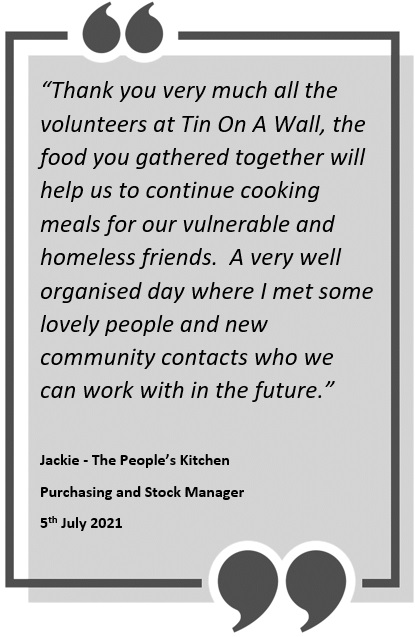 “Thank you very much all the
volunteers at Tin On A Wall, the
food you gathered together will
help us to continue cooking
meals for our vulnerable and
homeless friends.  A very well
organised day where I met some
lovely people and new
community contacts who we
can work with in the future.”
Jackie - The People’s Kitchen
Purchasing and Stock Manager
5th July 2021